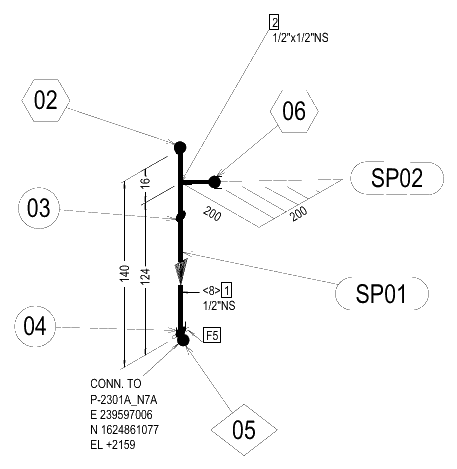 2
1/2"x1/2"NS
02
06
SP02
16
200
200
03
140
124
<8> 1
1/2"NS
SP01
04
F5
CONN. TO
P-2301A_N7A
E 239597006
N 1624861077
EL +2159
05